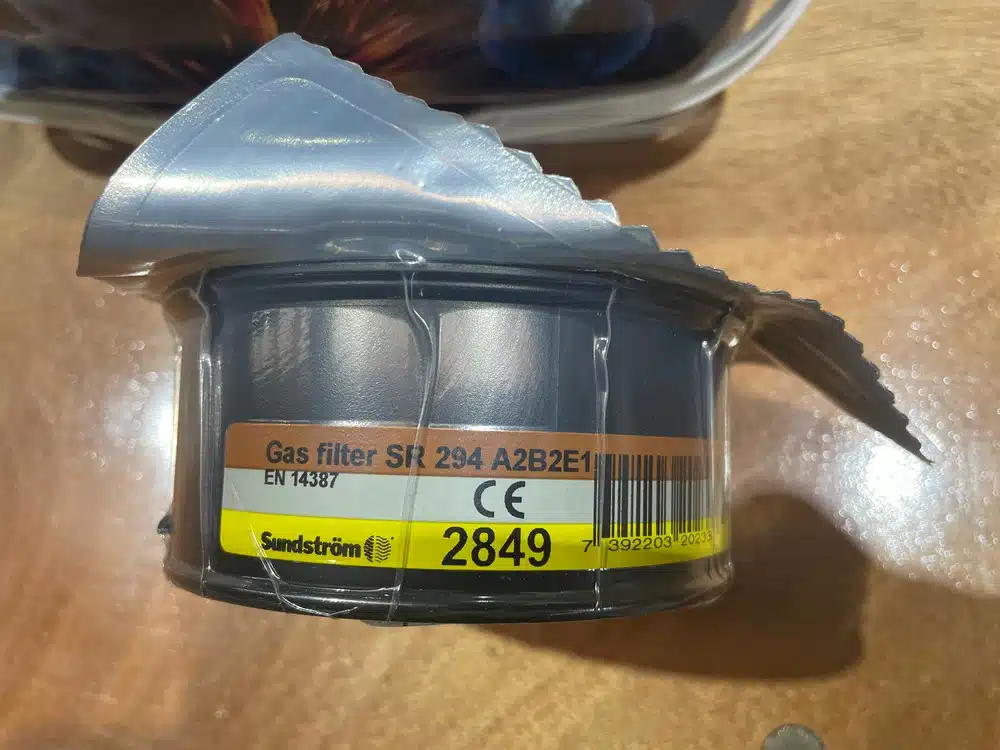 Gas filter SR 294 A2B2E1
EN 14387
CE
Sundström
2849
7 392203 20233